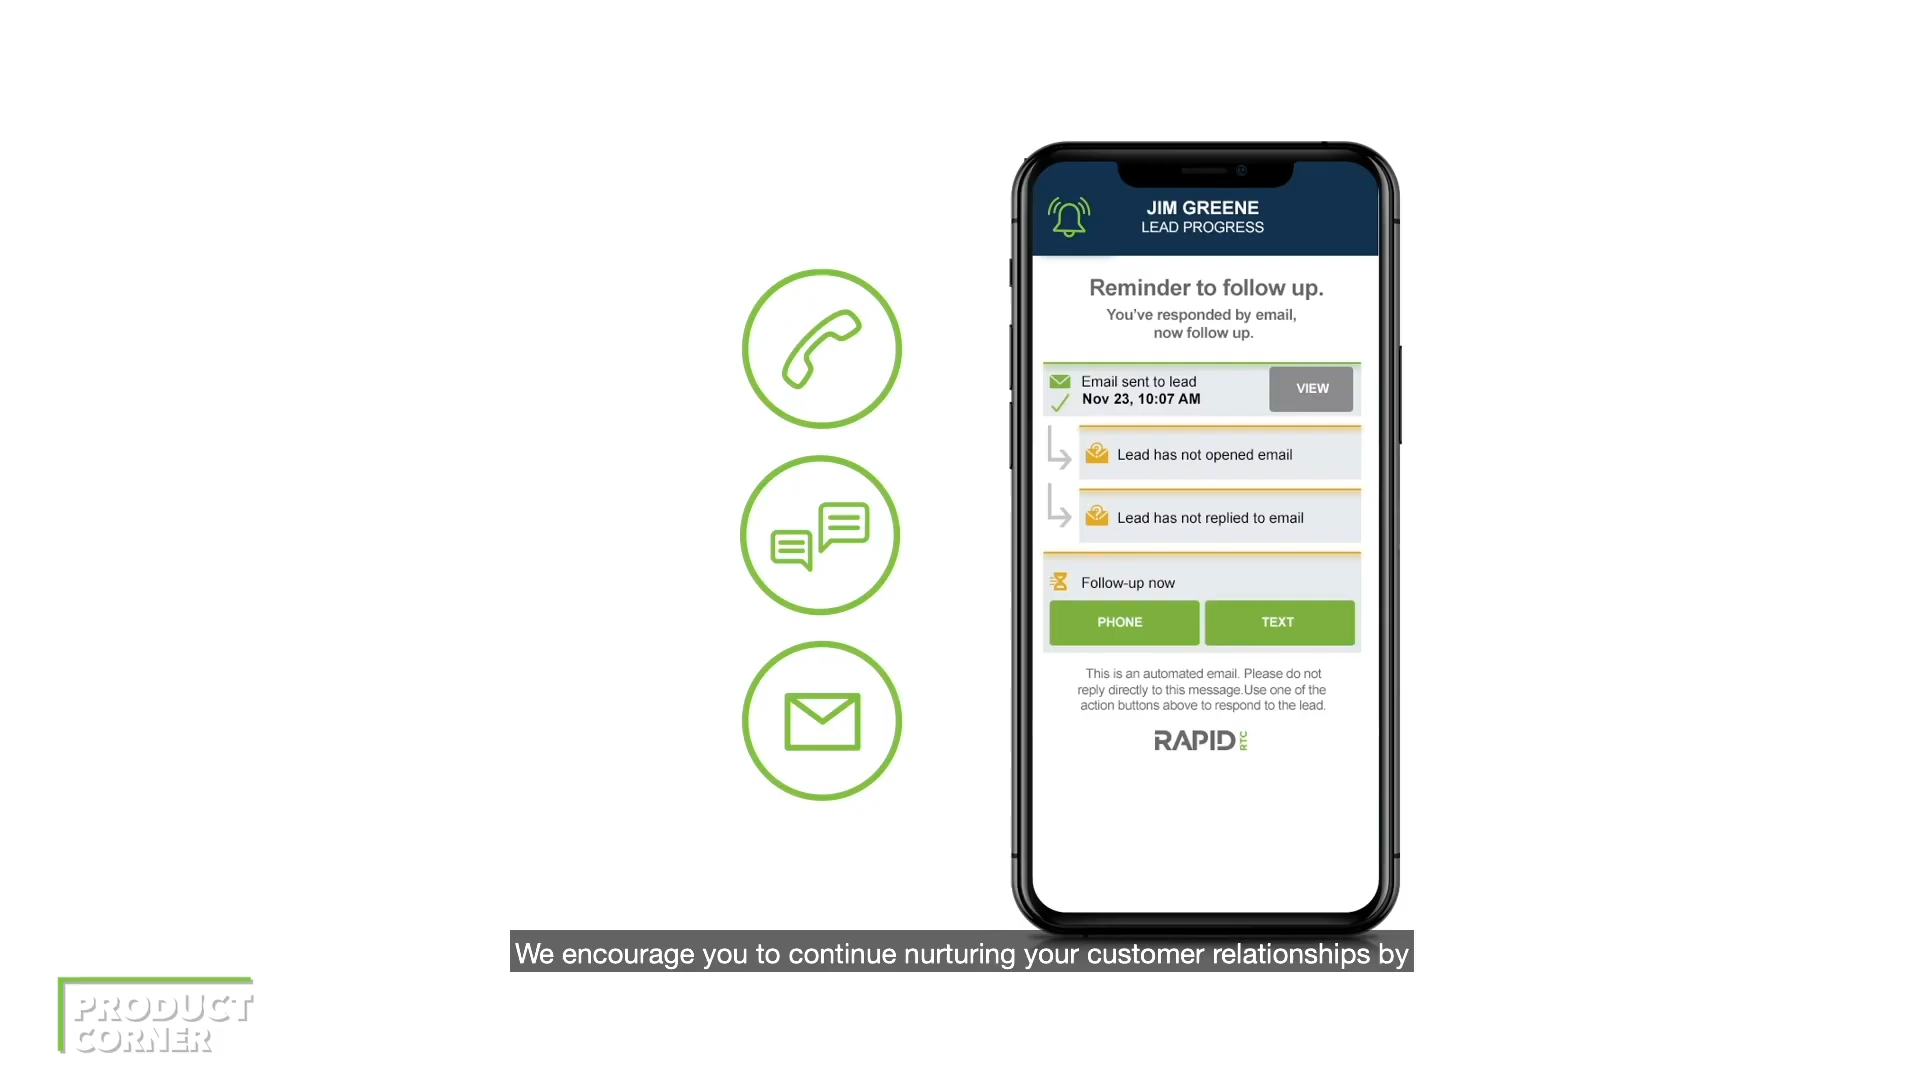 JIM GREENE
LEAD PROGRESS
Reminder to follow up.
You've responded by email,
now follow up.
Email sent to lead
Nov 23, 10:07 AM
VIEW
Lead has not opened email
Lead has not replied to email
Follow-up now
PHONE
TEXT
This is an automated email. Please do not
reply directly to this message.Use one of the
action buttons above to respond to the lead.
RAPID RTC
We encourage you to continue nurturing your customer relationships by
PRODUCT
CORNER